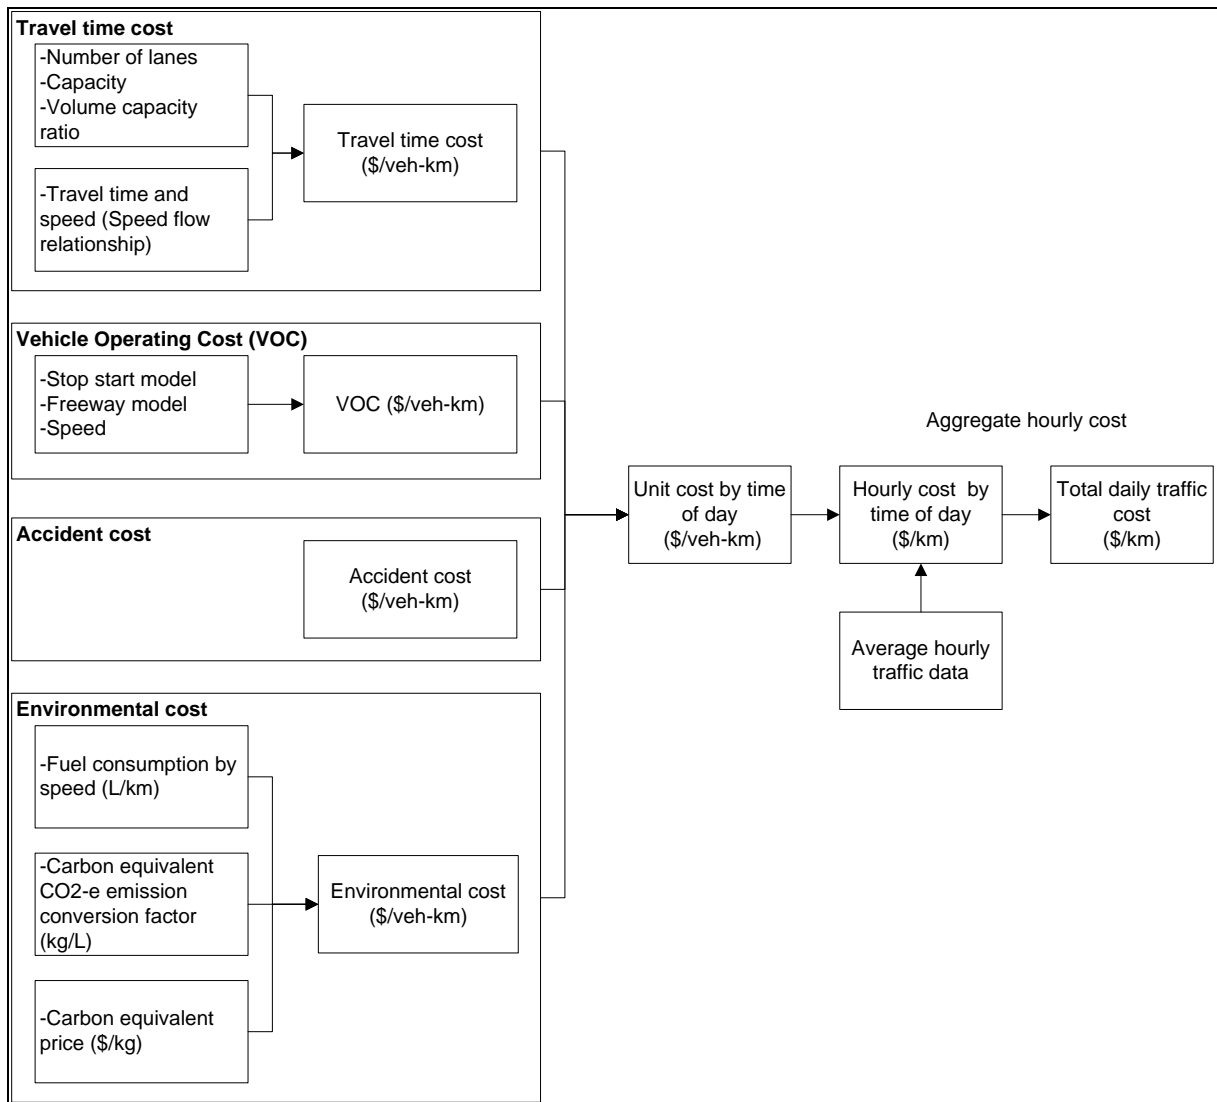 Travel time cost
-Number of lanes
-Capacity
-Volume capacity
ratio
-Travel time and
speed (Speed flow
relationship)
Travel time cost
($/veh-km)
Vehicle Operating Cost (VOC)
-Stop start model
-Freeway model
-Speed
VOC ($/veh-km)
Accident cost
Accident cost
($/veh-km)
Environmental cost
-Fuel consumption by
speed (L/km)
-Carbon equivalent
CO2-e emission
conversion factor
(kg/L)
-Carbon equivalent
price ($/kg)
Environmental cost
($/veh-km)
Unit cost by time
of day
($/veh-km)
Aggregate hourly cost
Hourly cost by
time of day
($/km)
Total daily traffic
cost
($/km)
Average hourly
traffic data